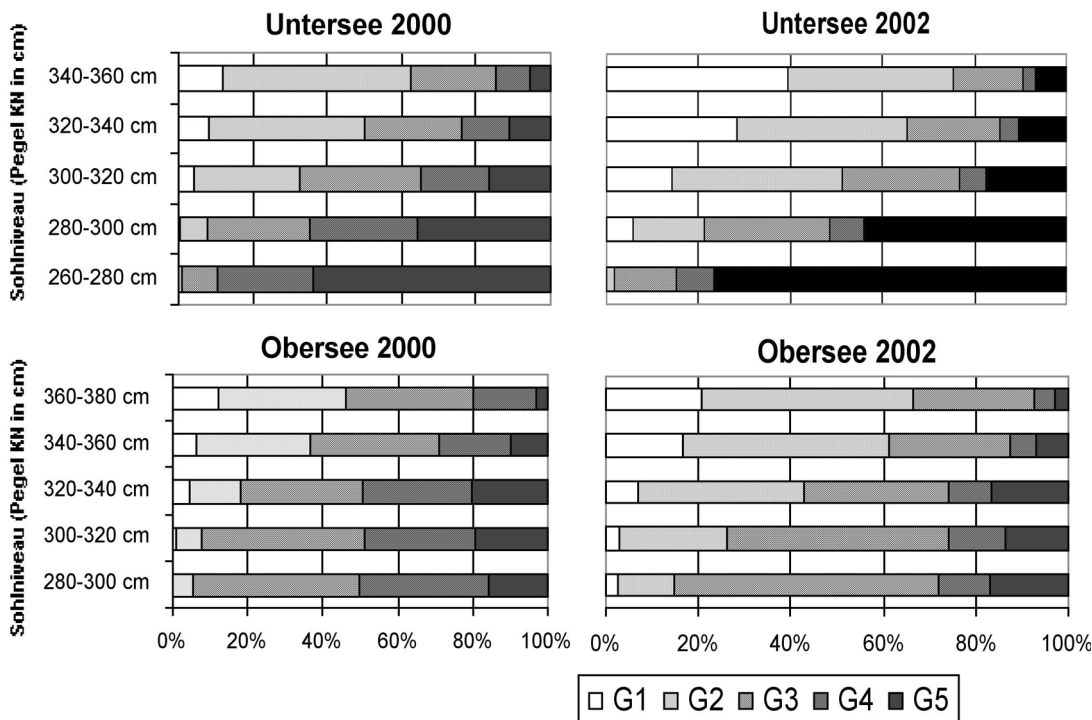 Untersee 2000
Untersee 2002
Sohlniveau (Pegel KN in cm)
340-360 cm
320-340 cm
300-320 cm
280-300 cm
260-280 cm
Obersee 2000
Obersee 2002
Sohlniveau (Pegel KN in cm)
360-380 cm
340-360 cm
320-340 cm
300-320 cm
280-300 cm
0% 20% 40% 60% 80% 100%
0% 20% 40% 60% 80% 100%
G1 G2 G3 G4 G5